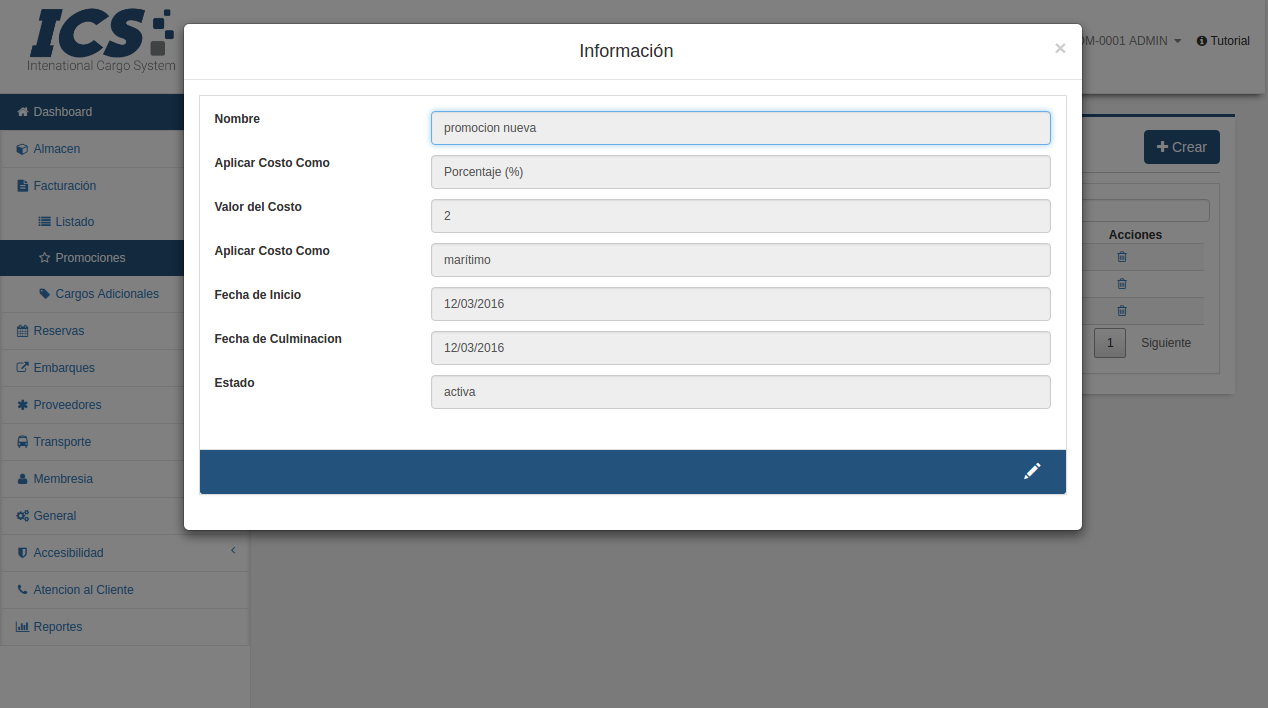 ICS
Intenational Cargo System
ADMIN
Tutorial
Información
×
Dashboard
Almacen
Facturación
Listado
Promociones
Cargos Adicionales
Reservas
Embarques
Proveedores
Transporte
Membresia
General
Accesibilidad
Atencion al Cliente
Reportes
Nombre
promocion nueva
Aplicar Costo Como
Porcentaje (%)
Valor del Costo
2
Aplicar Costo Como
marítimo
Fecha de Inicio
12/03/2016
Fecha de Culminacion
12/03/2016
Estado
activa
Crear
Acciones
1
Siguiente